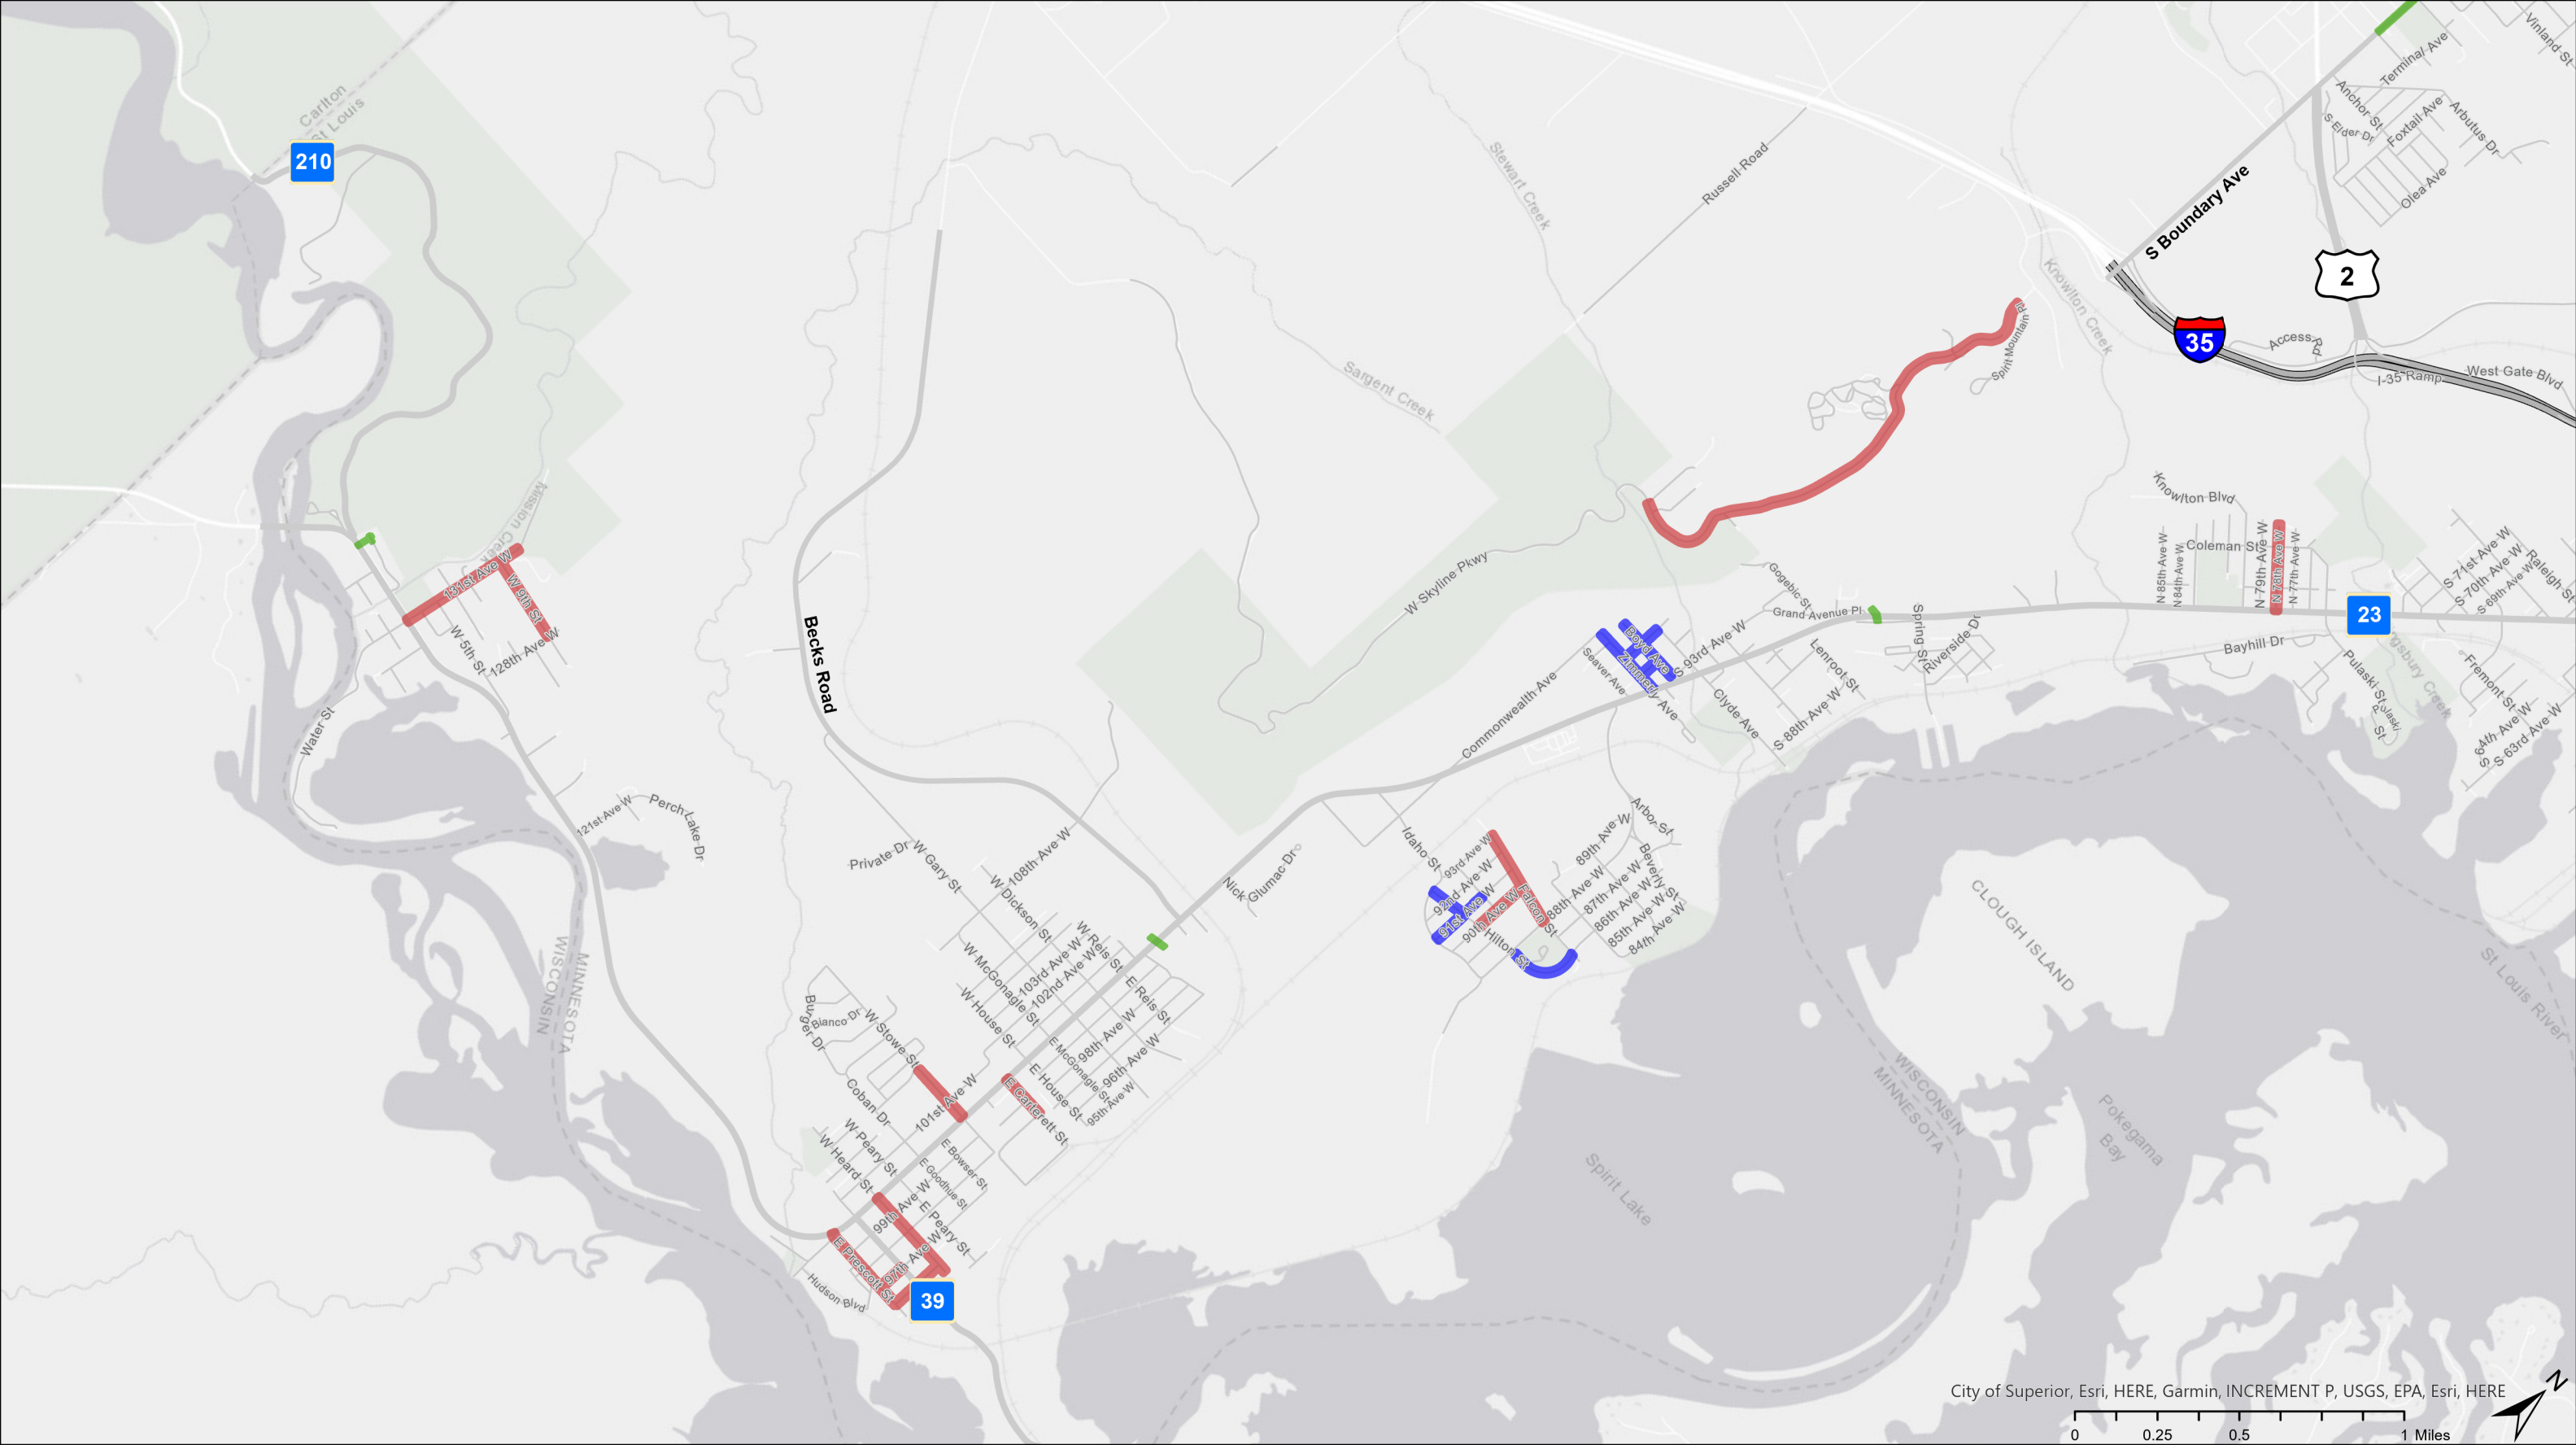 Carlton
St Louis
210
Vinland St
Terminal Ave
Anchor St
S Elder Dr
Foxtail Ave
Arbutus Dr
Olea Ave
S Boundary Ave
2
35
Access Rd
I-35 Ramp
West Gate Blvd
Stewart Creek
Russell Road
Knowlton Creek
Spirit Mountain Rd
Sargent Creek
Mission Creek
131st Ave W
W 9th St
W 5th St
128th Ave W
Water St
Becks Road
W Skyline Pkwy
Knowlton Blvd
Coleman St
N 85th Ave W
N 84th Ave W
N 79th Ave W
N 78th Ave W
N 77th Ave W
S 71st Ave W
S 70th Ave W
S 69th Ave W
Raleigh St
23
Gogebic St
Grand Avenue Pl
Spring St
Riverside Dr
Lenroot St
S 88th Ave W
Clyde Ave
S 93rd Ave W
Boyd Ave
Zimmerly Ave
Seaver Ave
Commonwealth Ave
Bayhill Dr
Pulaski St
Pulaski St
Fremont St
S 64th Ave W
S 63rd Ave W
121st Ave W
Perch Lake Dr
Private Dr
W Gary St
108th Ave W
W Dickson St
Nick Glumac Dr
Idaho St
93rd Ave W
92nd Ave W
91st Ave W
90th Ave W
Falcon St
Hilton St
Arbor St
Beverly St
89th Ave W
88th Ave W
87th Ave W
86th Ave W
85th Ave W
84th Ave W
CLOUGH ISLAND
St Louis River
WISCONSIN
MINNESOTA
W Reis St
103rd Ave W
102nd Ave W
W McGonagle St
W House St
E Reis St
98th Ave W
96th Ave W
95th Ave W
E McGonagle St
E House St
E Carterett St
Burger Dr
Bianco Dr
W Stowe St
Coban Dr
101st Ave W
W Peary St
W Heard St
E Bowser St
E Goodhue St
E Peary St
99th Ave W
97th Ave W
E Prescott St
Hudson Blvd
39
WISCONSIN
MINNESOTA
Pokegama
Bay
Spirit Lake
City of Superior, Esri, HERE, Garmin, INCREMENT P, USGS, EPA, Esri, HERE
N
0 0.25 0.5 1 Miles